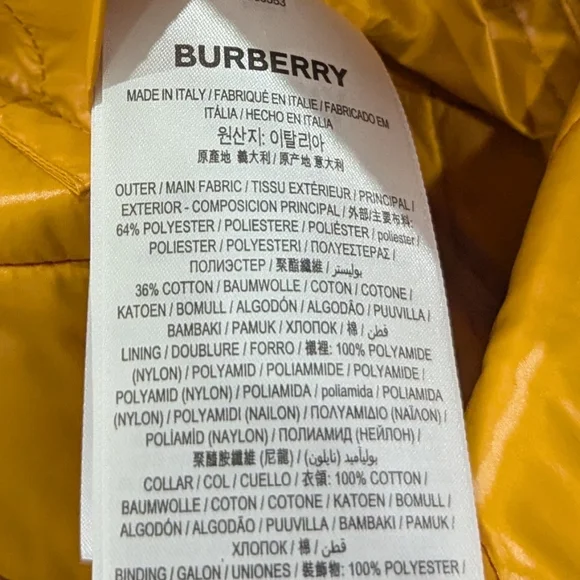 BURBERRY
MADE IN ITALY / FABRIQUÉ EN ITALIE / FABRICADO EM
ITÁLIA / HECHO EN ITALIA
원산지: 이탈리아
原產地 義大利 / 原产地 意大利
OUTER / MAIN FABRIC / TISSU EXTÉRIEUR / PRINCIPAL /
EXTERIOR - COMPOSICION PRINCIPAL / 外部/主要布料:
64% POLYESTER / POLIESTERE / POLIÉSTER / poliester /
POLIESTER / POLYESTERI / ΠΟΛΥΕΣΤΕΡΑΣ /
ПОЛИЭСТЕР / 聚酯纖維 / بوليستر /
36% COTTON / BAUMWOLLE / COTON / COTONE /
KATOEN / BOMULL / ALGODÓN / ALGODÃO / PUUVILLA /
BAMBAKI / PAMUK / ХЛОПОК / 棉 / قطن /
LINING / DOUBLURE / FORRO / 襯裡: 100% POLYAMIDE
(NYLON) / POLYAMID / POLIAMMIDE / POLYAMIDE /
POLYAMID (NYLON) / POLIAMIDA / poliamida / POLIAMIDA
(NYLON) / POLYAMIDI (NAILON) / ΠΟΛΥΑΜΙΔΙΟ (ΝΑΪΛΟΝ) /
POLÍAMÍD (NAYLON) / ПОЛИАМИД (НЕЙЛОН) /
聚醯胺纖維 (尼龍) / بولياميد (نايلون) /
COLLAR / COL / CUELLO / 衣領: 100% COTTON /
BAUMWOLLE / COTON / COTONE / KATOEN / BOMULL /
ALGODÓN / ALGODÃO / PUUVILLA / BAMBAKI / PAMUK /
ХЛОПОК / 棉 / قطن /
BINDING / GALON / UNIONES / 裝飾物: 100% POLYESTER /